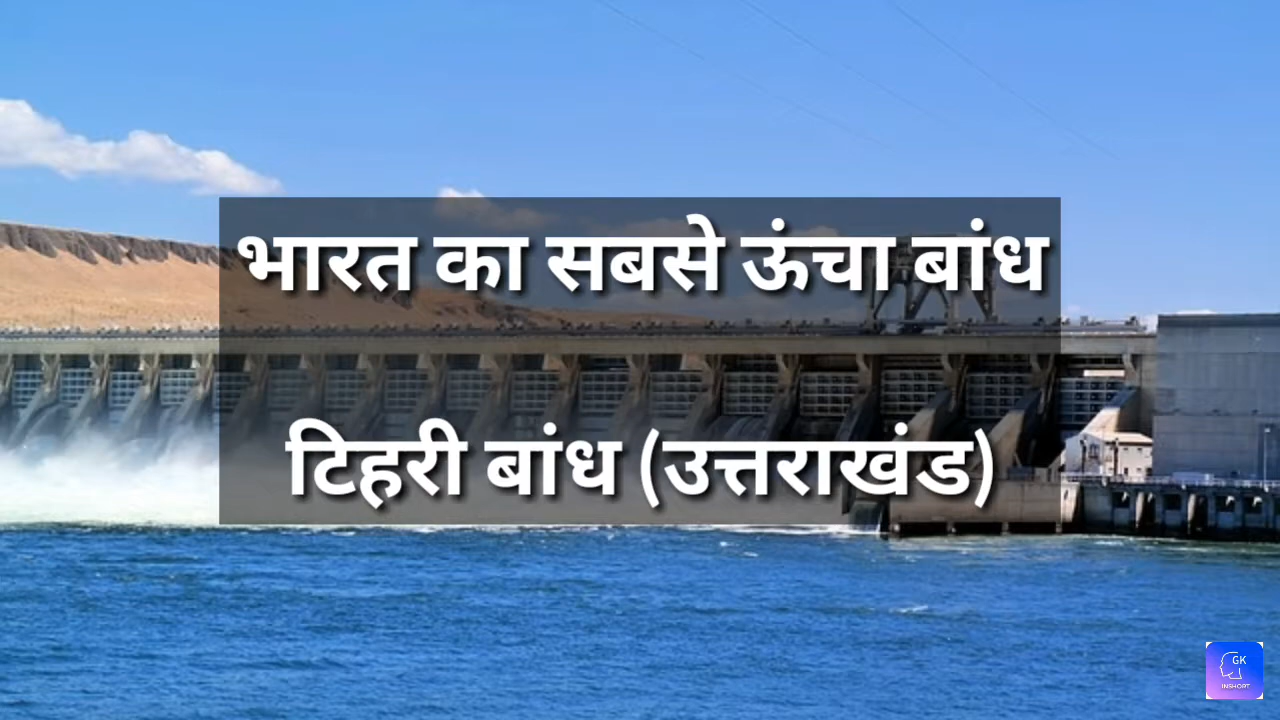 भारत का सबसे ऊंचा बांध
टिहरी बांध (उत्तराखंड)
GK
INSHORT